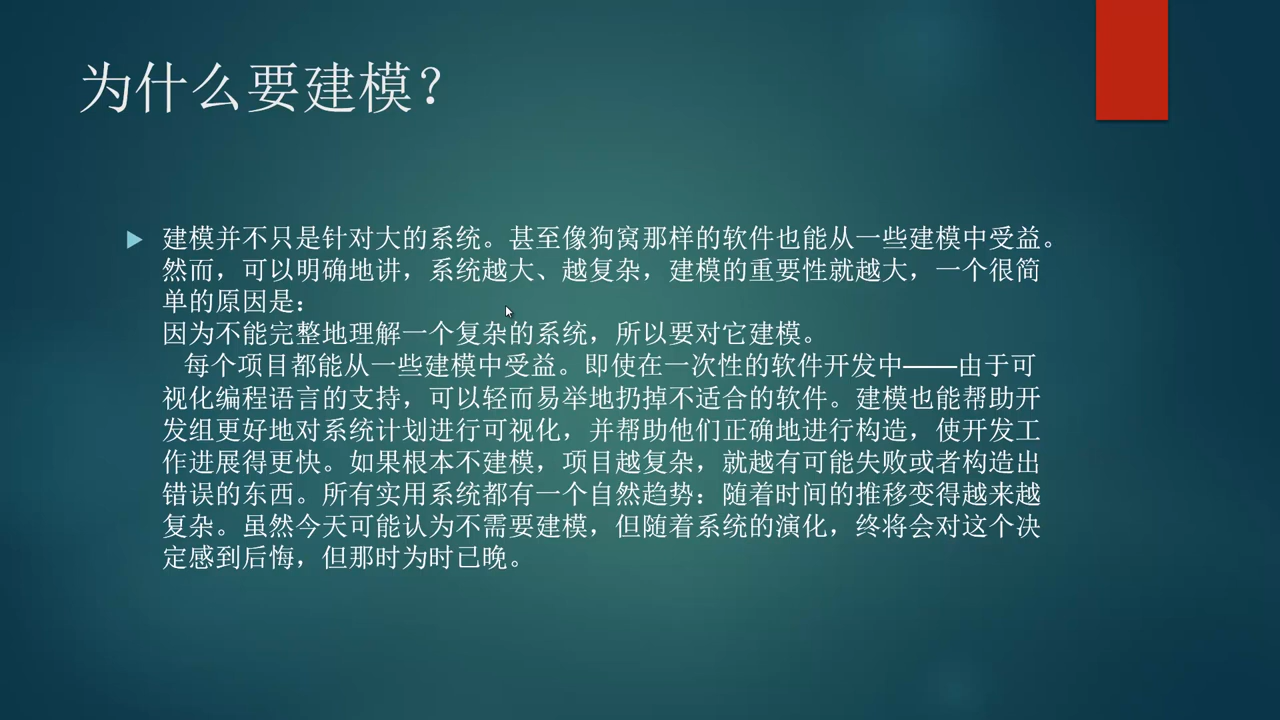 为什么要建模？
建模并不只是针对大的系统。甚至像狗窝那样的软件也能从一些建模中受益。
然而，可以明确地讲，系统越大、越复杂，建模的重要性就越大，一个很简
单的原因是：
因为不能完整地理解一个复杂的系统，所以要对它建模。
每个项目都能从一些建模中受益。即使在一次性的软件开发中——由于可
视化编程语言的支持，可以轻而易举地扔掉不适合的软件。建模也能帮助开
发组更好地对系统计划进行可视化，并帮助他们正确地进行构造，使开发工
作进展得更快。如果根本不建模，项目越复杂，就越有可能失败或者构造出
错误的东西。所有实用系统都有一个自然趋势：随着时间的推移变得越来越
复杂。虽然今天可能认为不需要建模，但随着系统的演化，终将会对这个决
定感到后悔，但那时为时已晚。